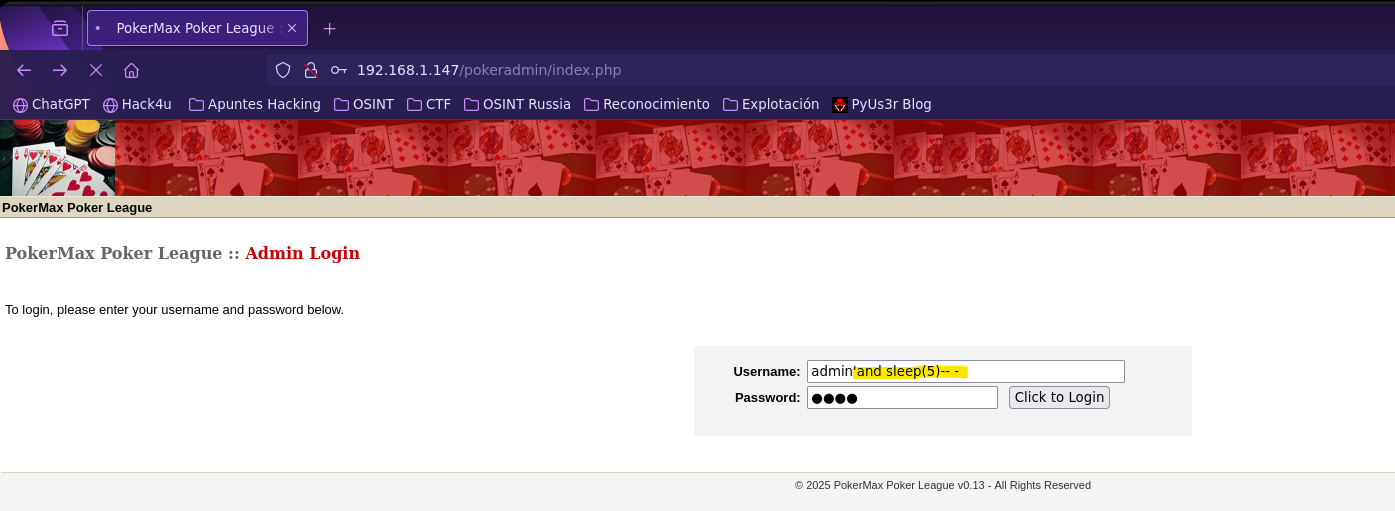 PokerMax Poker League :
192.168.1.147/pokeradmin/index.php
ChatGPT Hack4u Apuntes Hacking OSINT CTF OSINT Russia Reconocimiento Explotación PyUs3r Blog
PokerMax Poker League
PokerMax Poker League :: Admin Login
To login, please enter your username and password below.
Username: admin'and sleep(5)-- -
Password: ●●●● Click to Login
© 2025 PokerMax Poker League v0.13 - All Rights Reserved